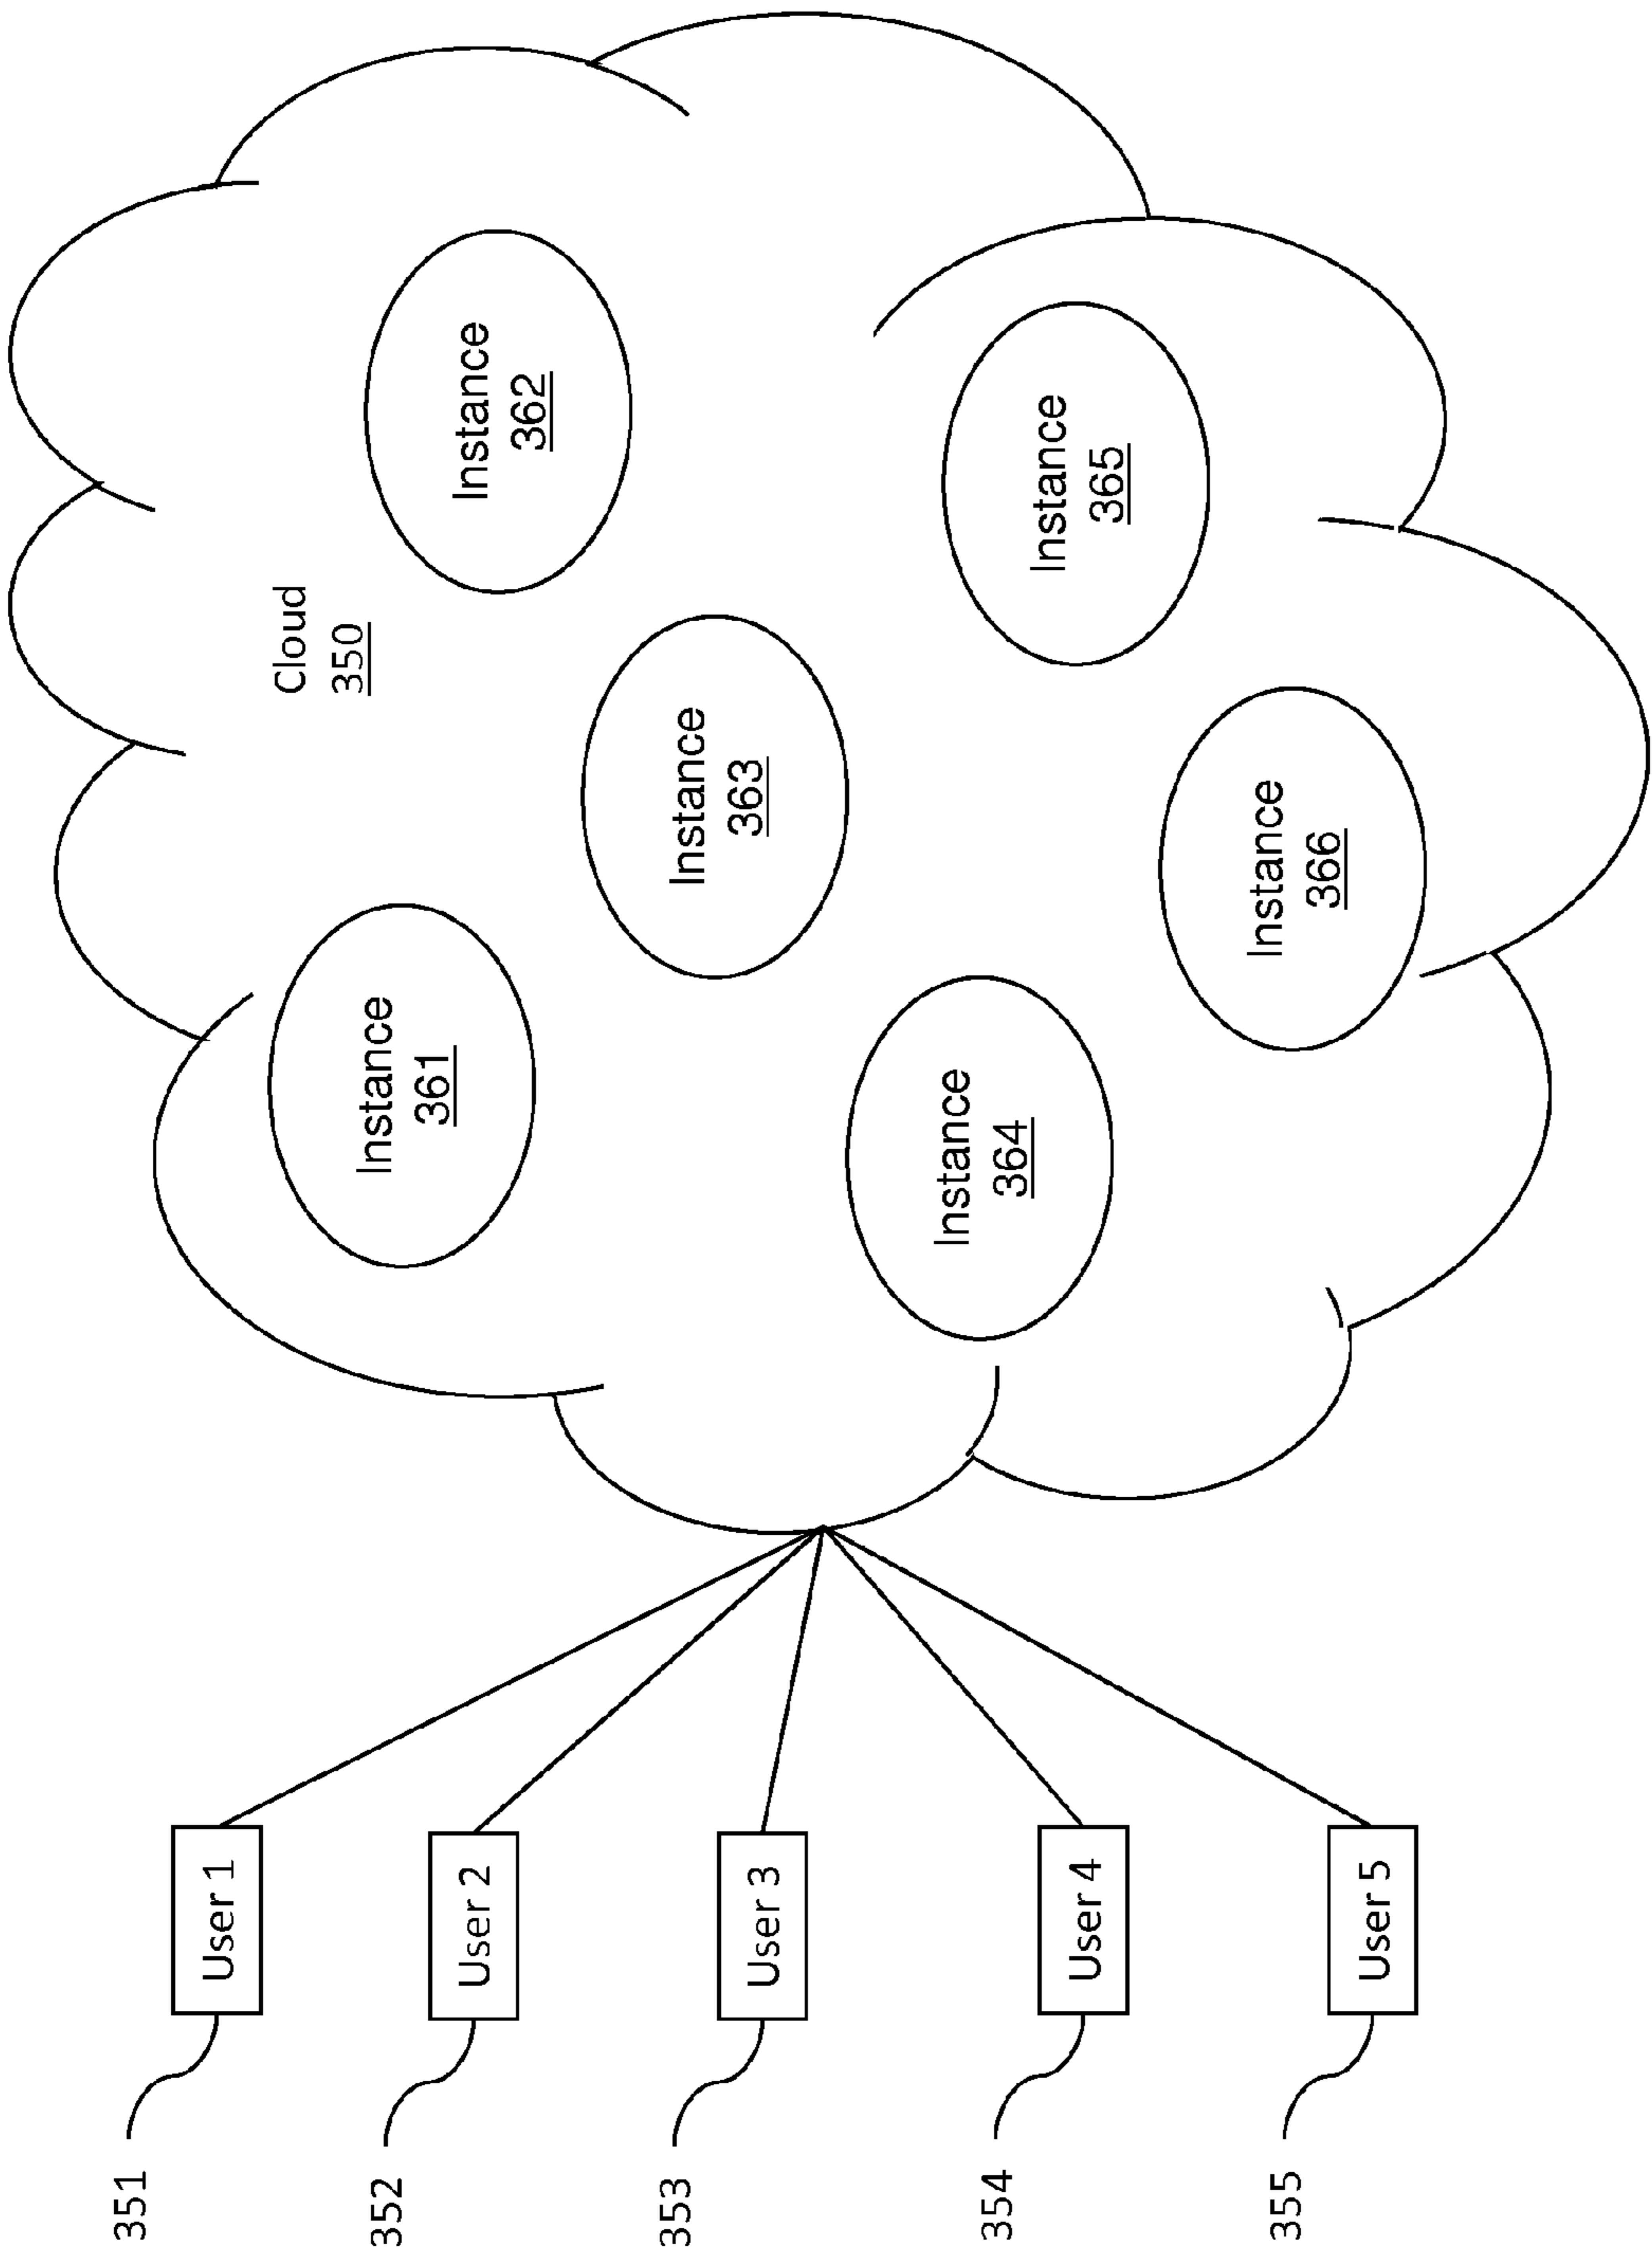 351
User 1
352
User 2
353
User 3
354
User 4
355
User 5
Cloud
350
Instance
361
Instance
362
Instance
363
Instance
364
Instance
365
Instance
366